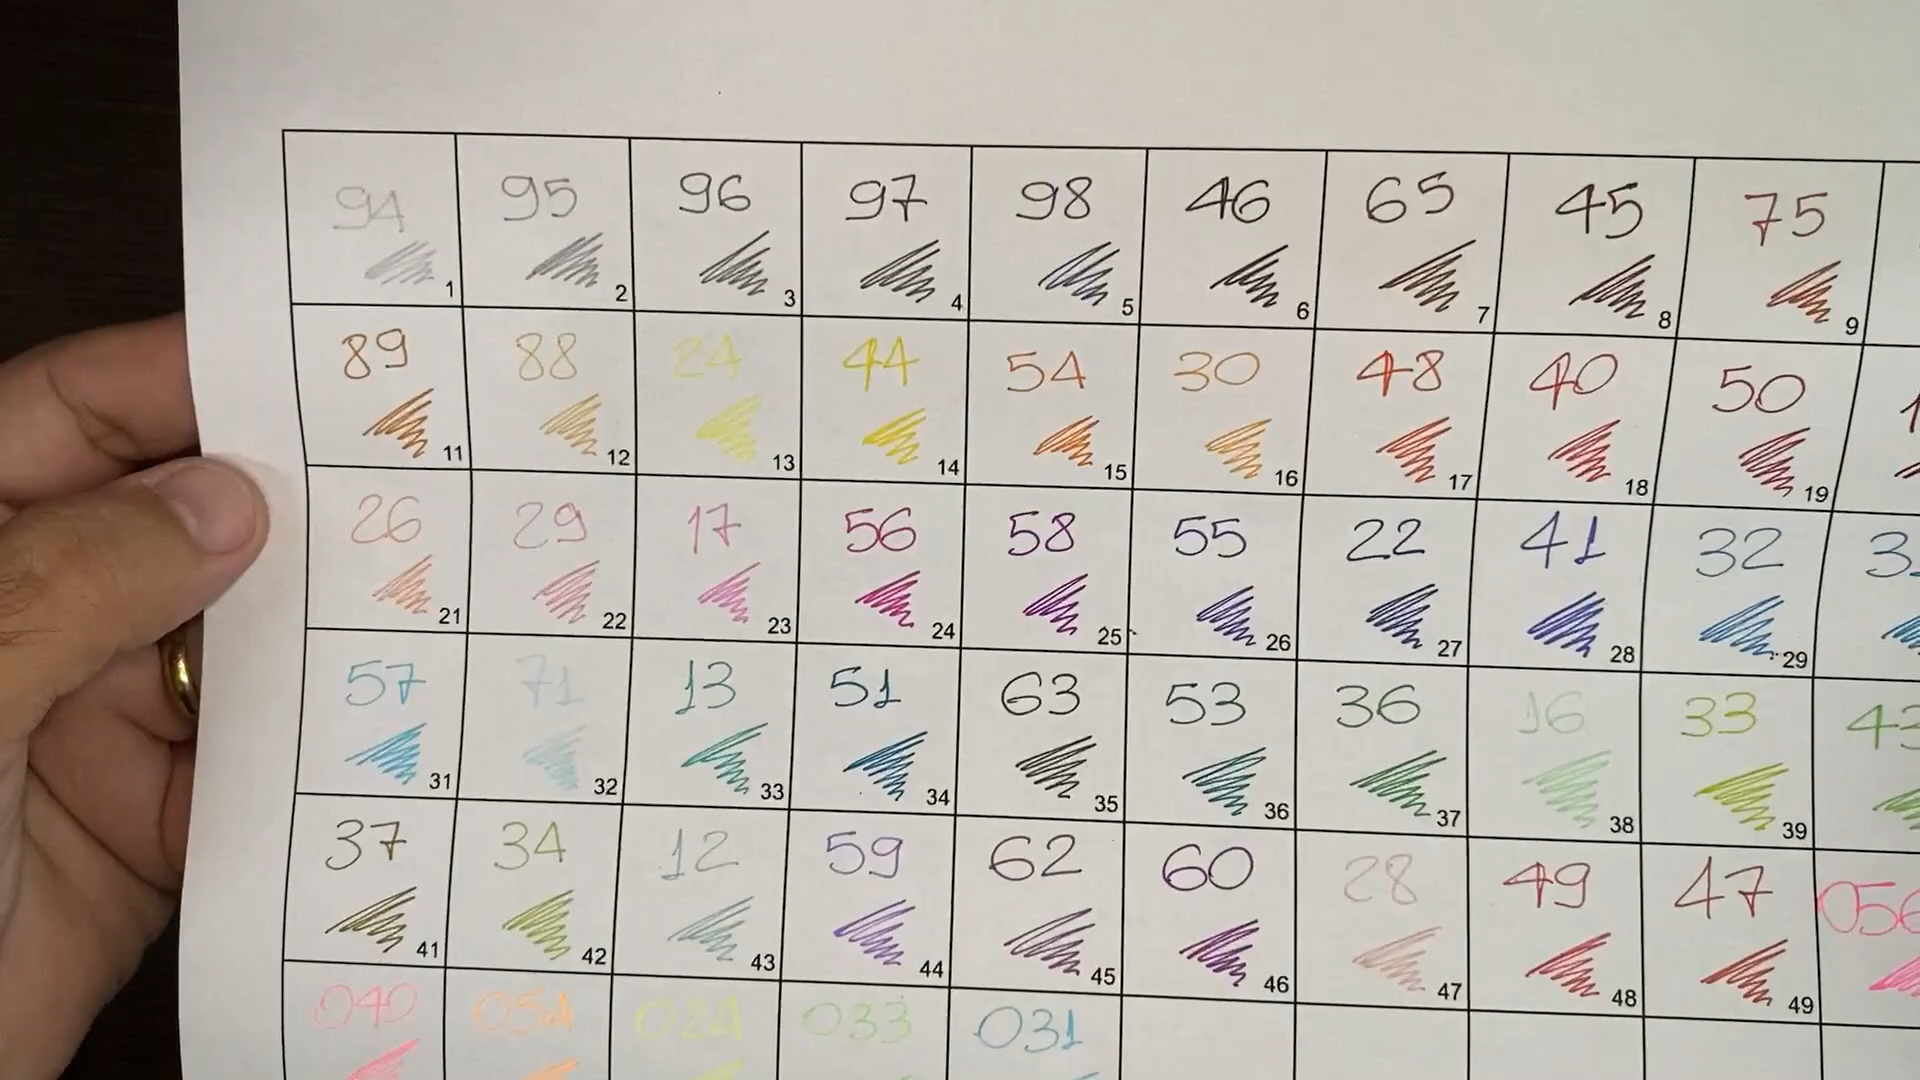 94 95 96 97 98 46 65 45 75
1 2 3 4 5 6 7 8 9
89 88 24 44 54 30 48 40 50
11 12 13 14 15 16 17 18 19
26 29 17 56 58 55 22 41 32
21 22 23 24 25 26 27 28 29
57 71 13 51 63 53 36 16 33 43
31 32 33 34 35 36 37 38 39
37 34 12 59 62 60 28 49 47 056
41 42 43 44 45 46 47 48 49
040 054 024 033 031